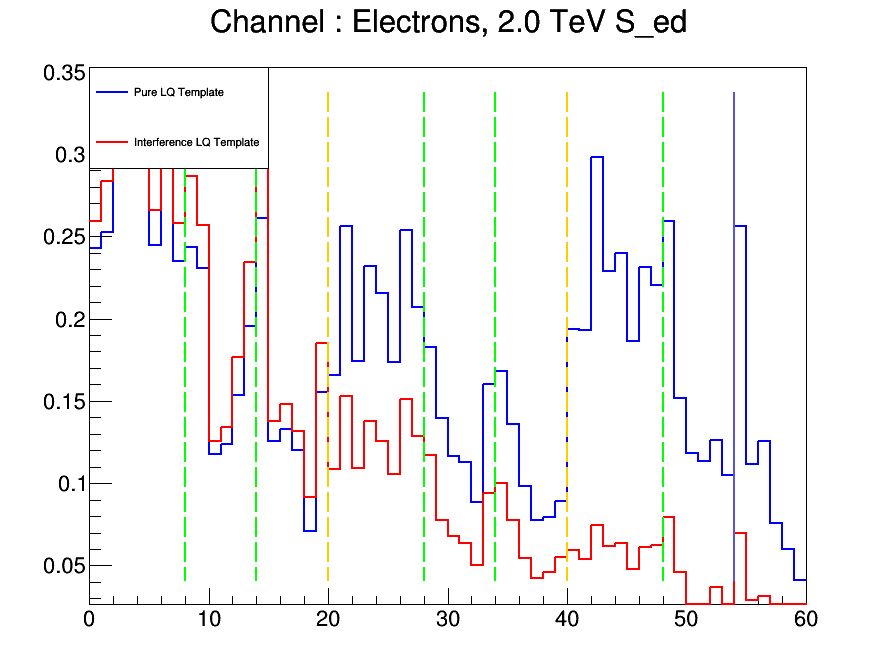 Channel : Electrons, 2.0 TeV S_ed
0.35
Pure LQ Template
Interference LQ Template
0.3
0.25
0.2
0.15
0.1
0.05
0 10 20 30 40 50 60